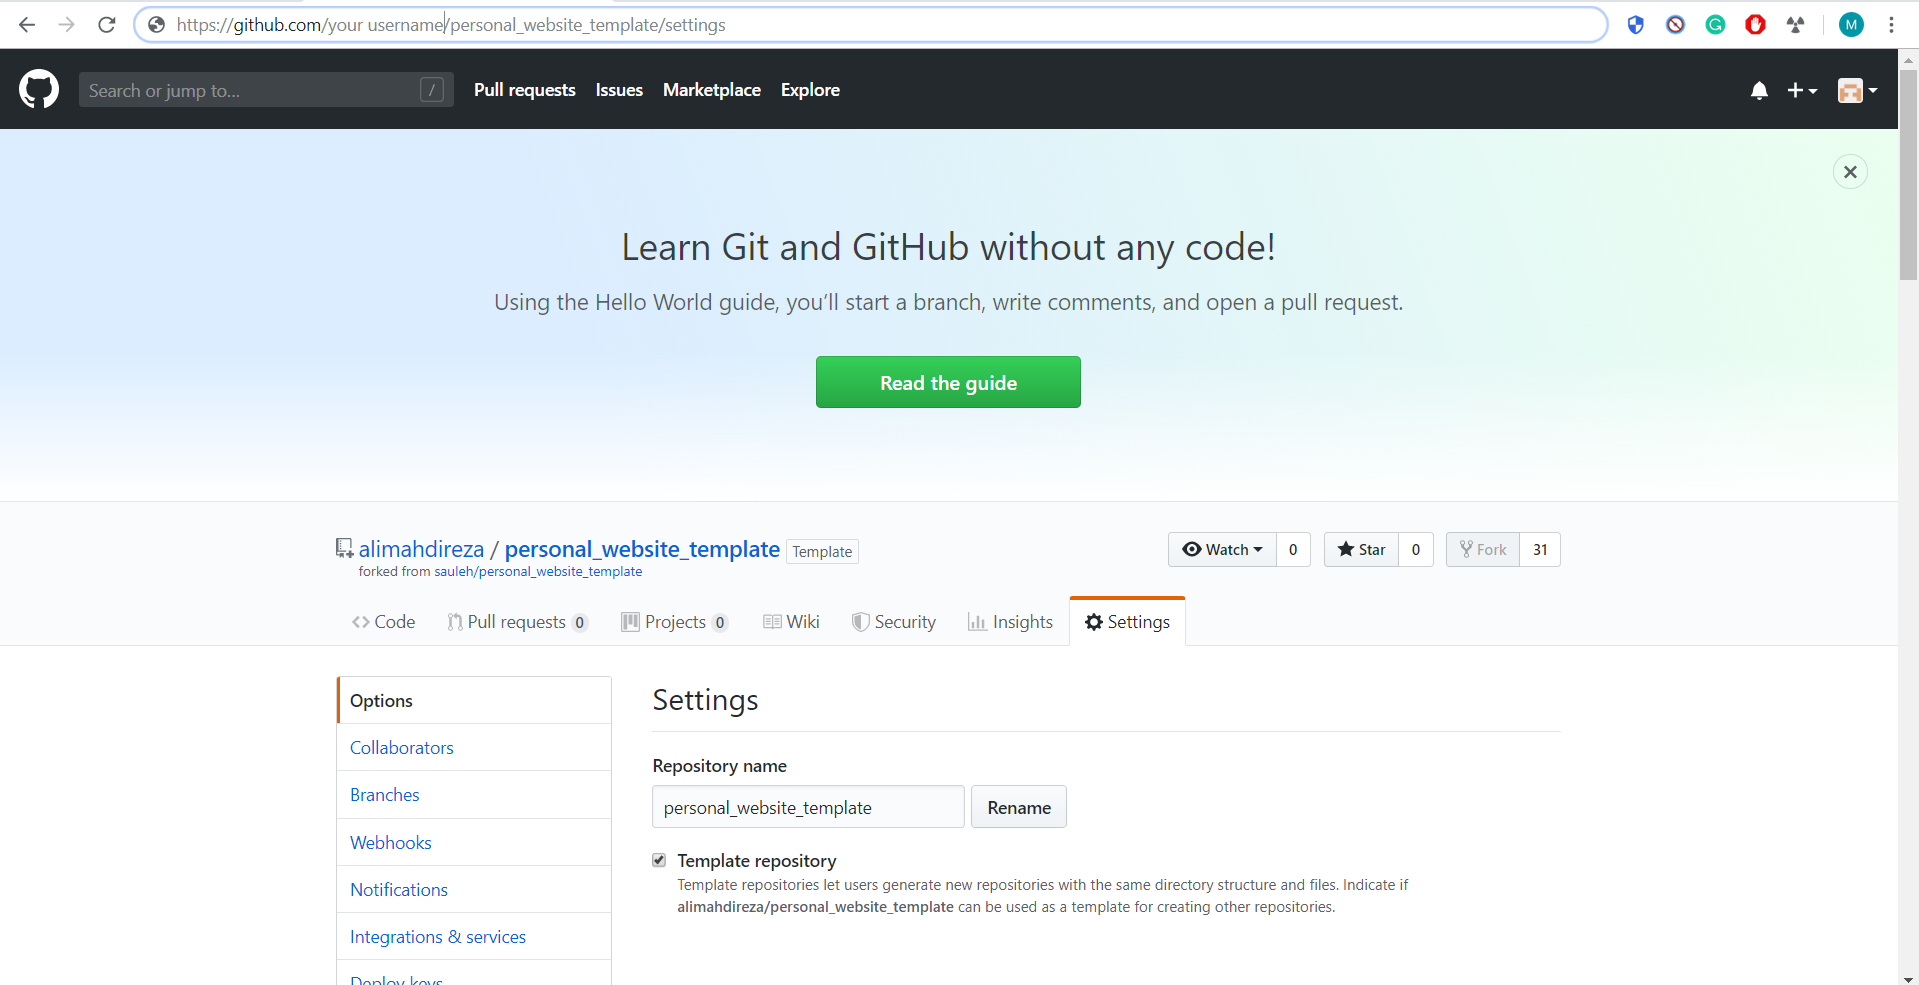 https://github.com/your username/personal_website_template/settings
M
Search or jump to... /
Pull requests Issues Marketplace Explore
Learn Git and GitHub without any code!
Using the Hello World guide, you’ll start a branch, write comments, and open a pull request.
Read the guide
alimahdireza / personal_website_template Template
forked from sauleh/personal_website_template
Watch 0 Star 0 Fork 31
Code Pull requests 0 Projects 0 Wiki Security Insights Settings
Options
Collaborators
Branches
Webhooks
Notifications
Integrations & services
Deploy keys
Settings
Repository name
personal_website_template Rename
Template repository
Template repositories let users generate new repositories with the same directory structure and files. Indicate if
alimahdireza/personal_website_template can be used as a template for creating other repositories.